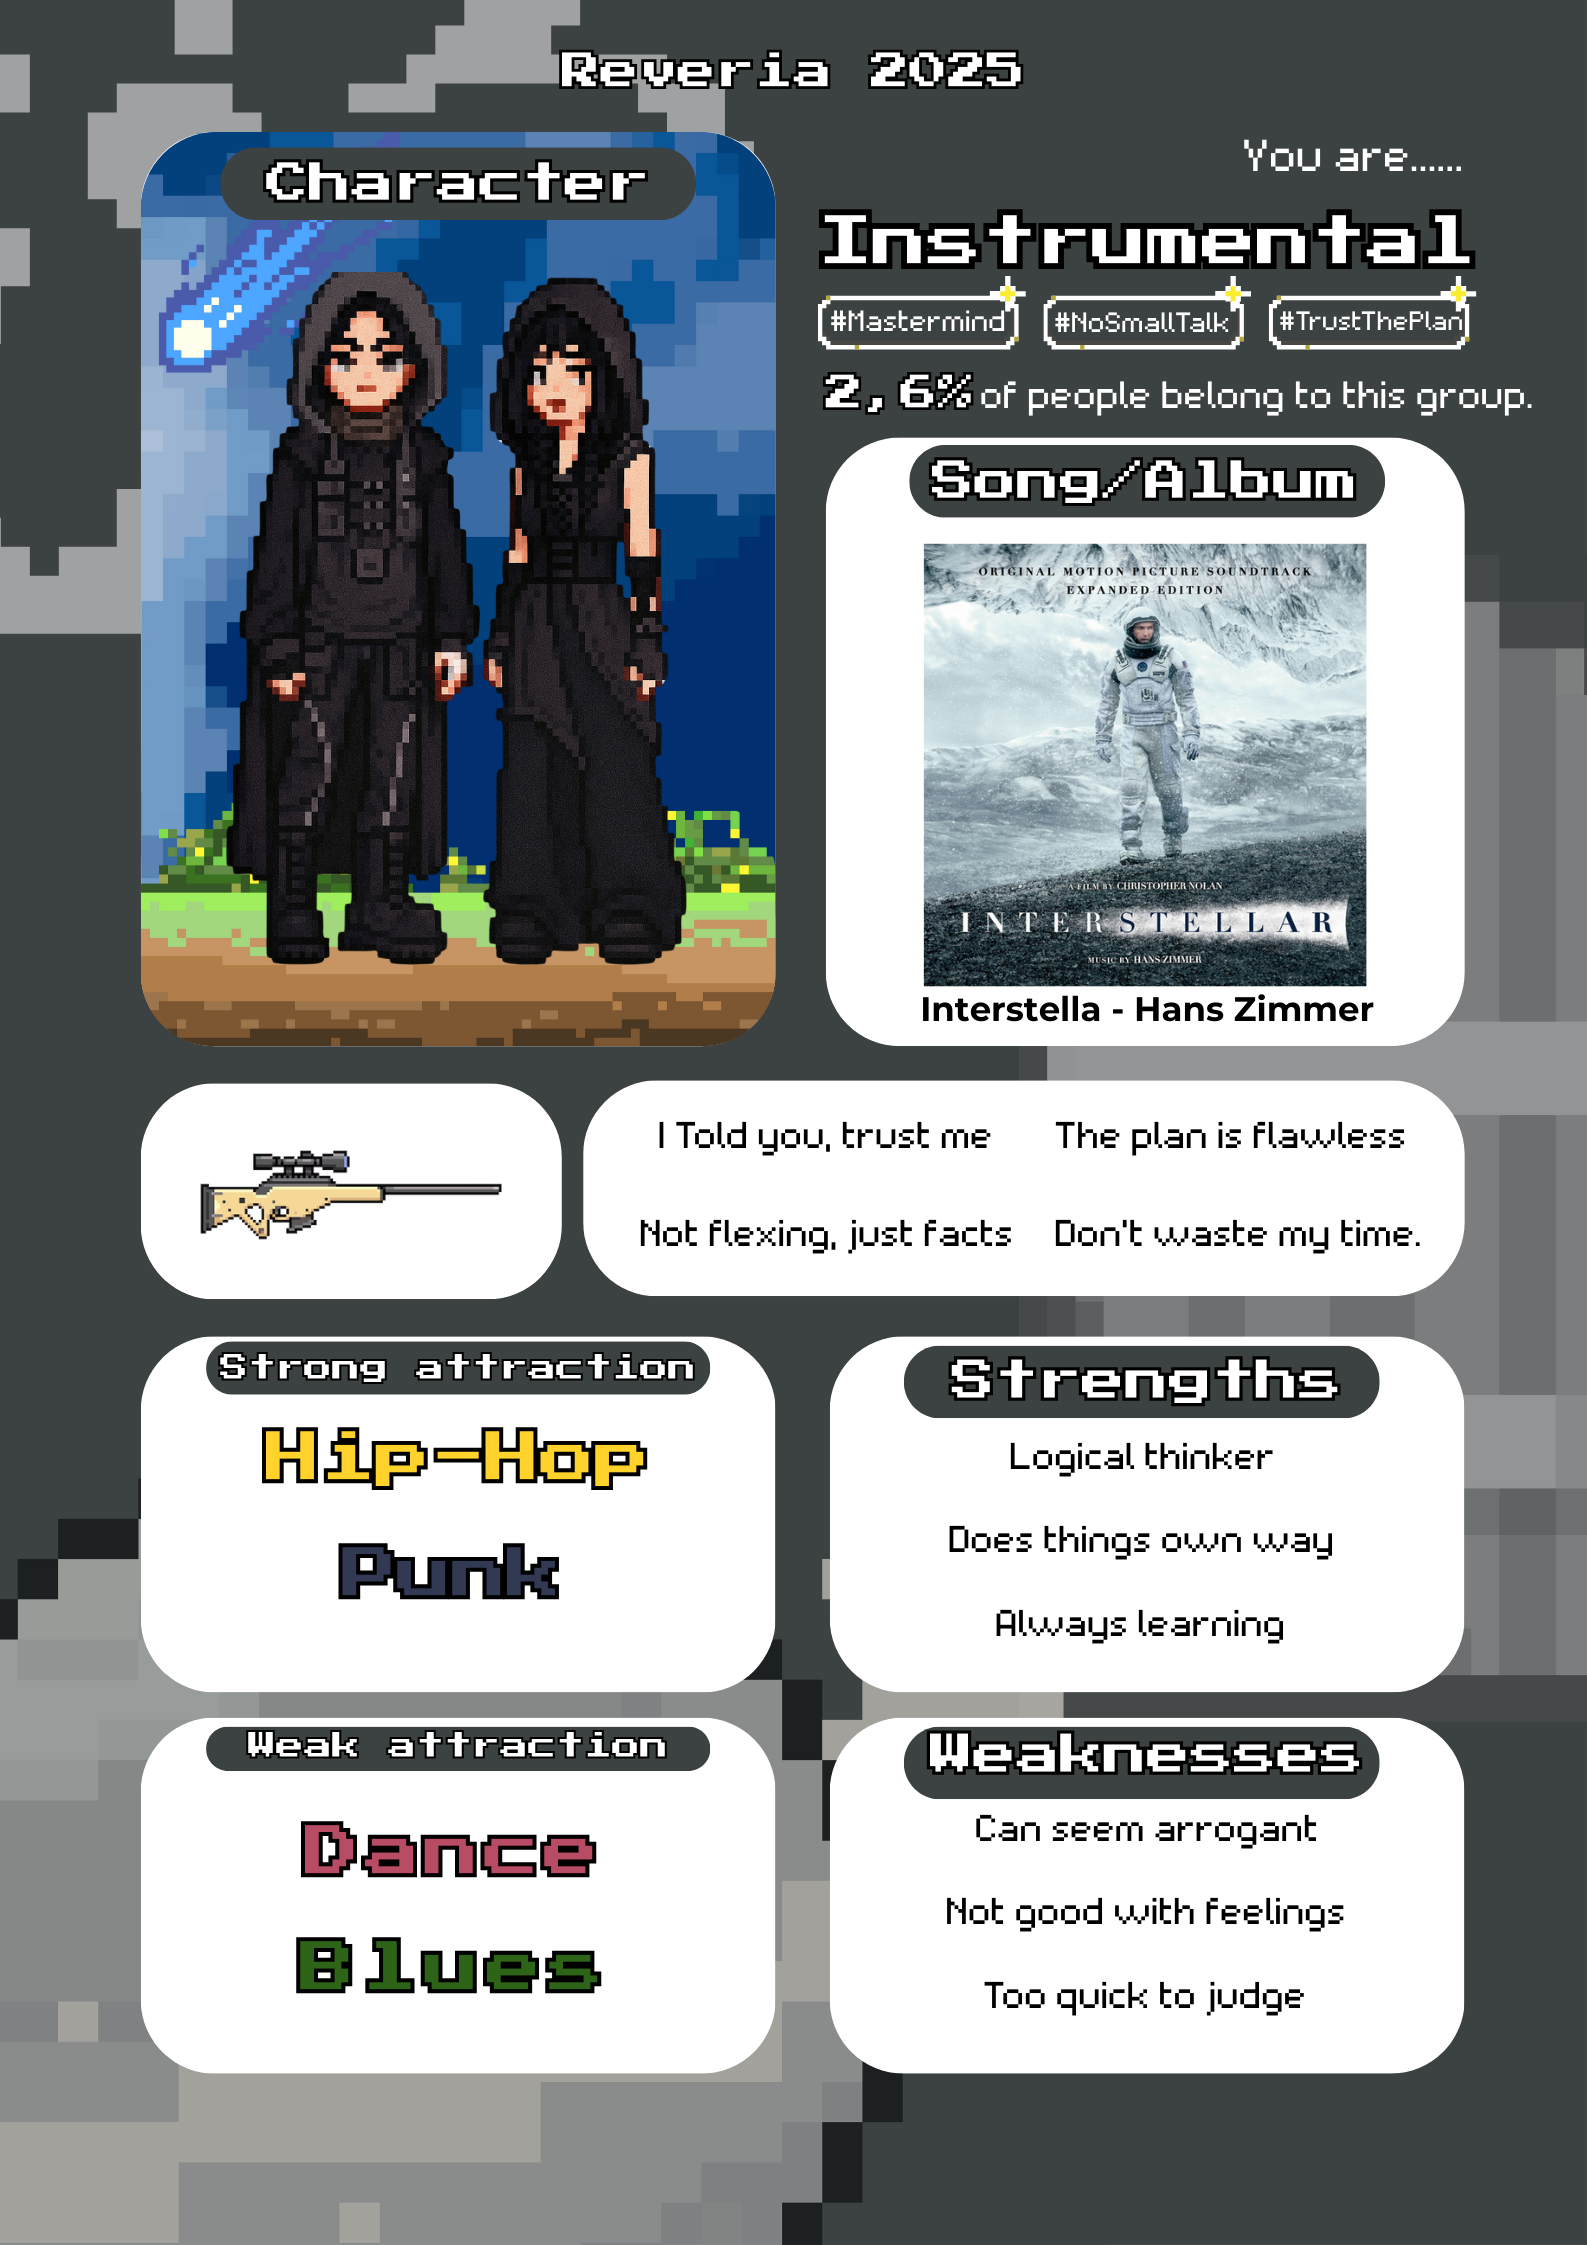 Reveria 2025
Character
You are......
Instrumental
#Mastermind #NoSmallTalk #TrustThePlan
2,6% of people belong to this group.
Song/Album
ORIGINAL MOTION PICTURE SOUNDTRACK
EXPANDED EDITION
A FILM BY CHRISTOPHER NOLAN
INTERSTELLAR
MUSIC BY HANS ZIMMER
Interstella - Hans Zimmer
I Told you, trust me
The plan is flawless
Not flexing, just facts
Don't waste my time.
Strong attraction
Hip-Hop
Punk
Strengths
Logical thinker
Does things own way
Always learning
Weak attraction
Dance
Blues
Weaknesses
Can seem arrogant
Not good with feelings
Too quick to judge